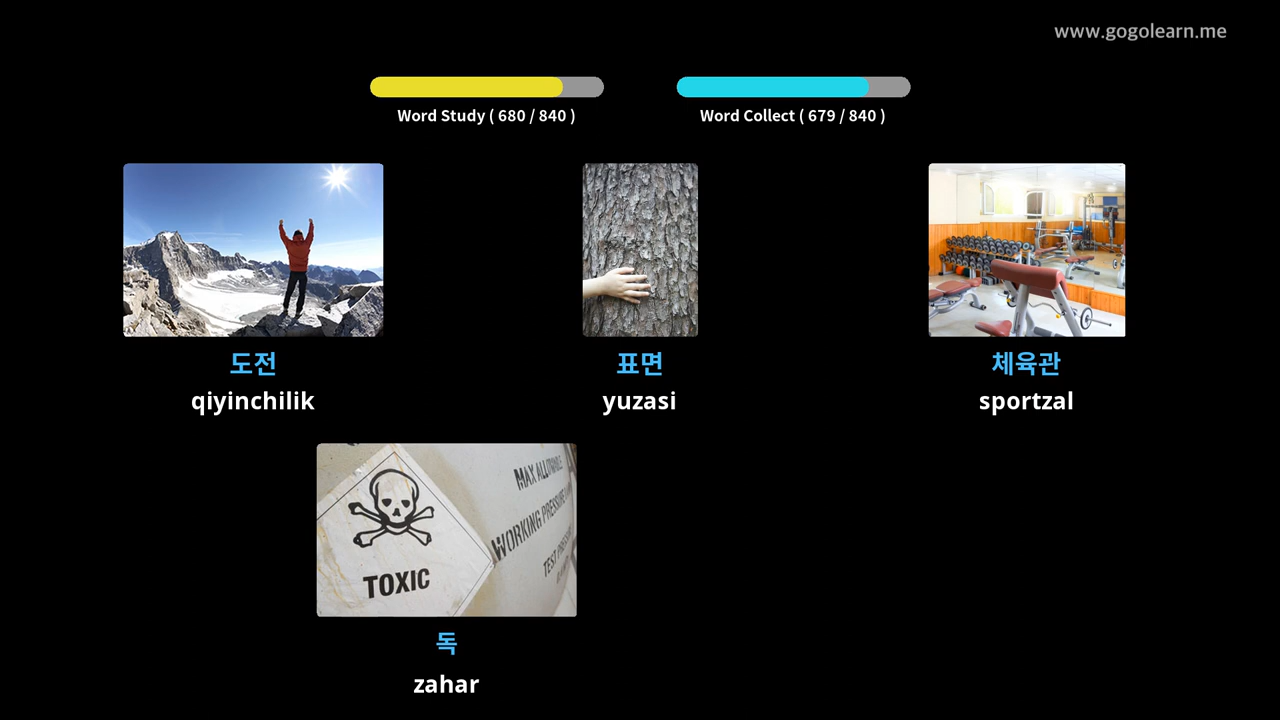 www.gogolearn.me
Word Study ( 680 / 840 )
Word Collect ( 679 / 840 )
도전
qiyinchilik
표면
yuzasi
체육관
sportzal
TOXIC
MAX ALLOWABLE
WORKING PRESSURE
TEST
독
zahar